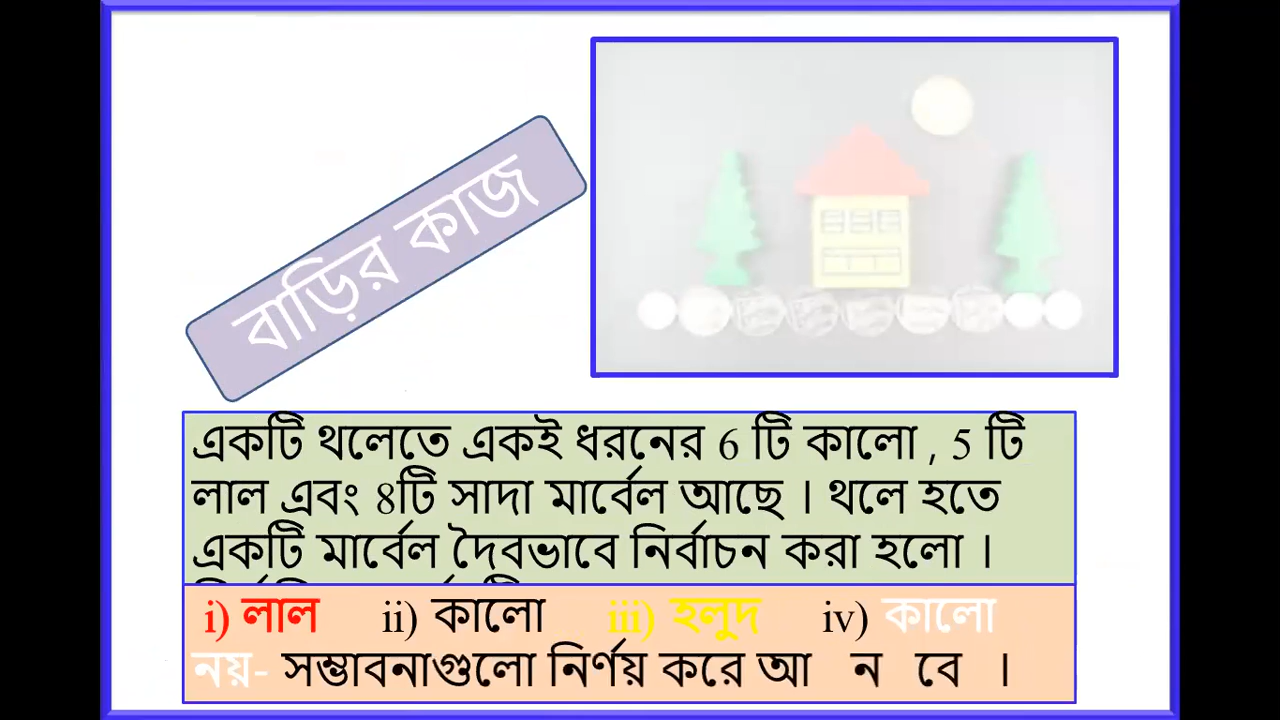 বাড়ির কাজ
একটি থলেতে একই ধরনের 6 টি কালো , 5 টি
লাল এবং 8টি সাদা মার্বেল আছে । থলে হতে
একটি মার্বেল দৈবভাবে নির্বাচন করা হলো ।
i) লাল ii) কালো iii) হলুদ iv) কালো
নয়- সম্ভাবনাগুলো নির্ণয় করে আ ন বে ।